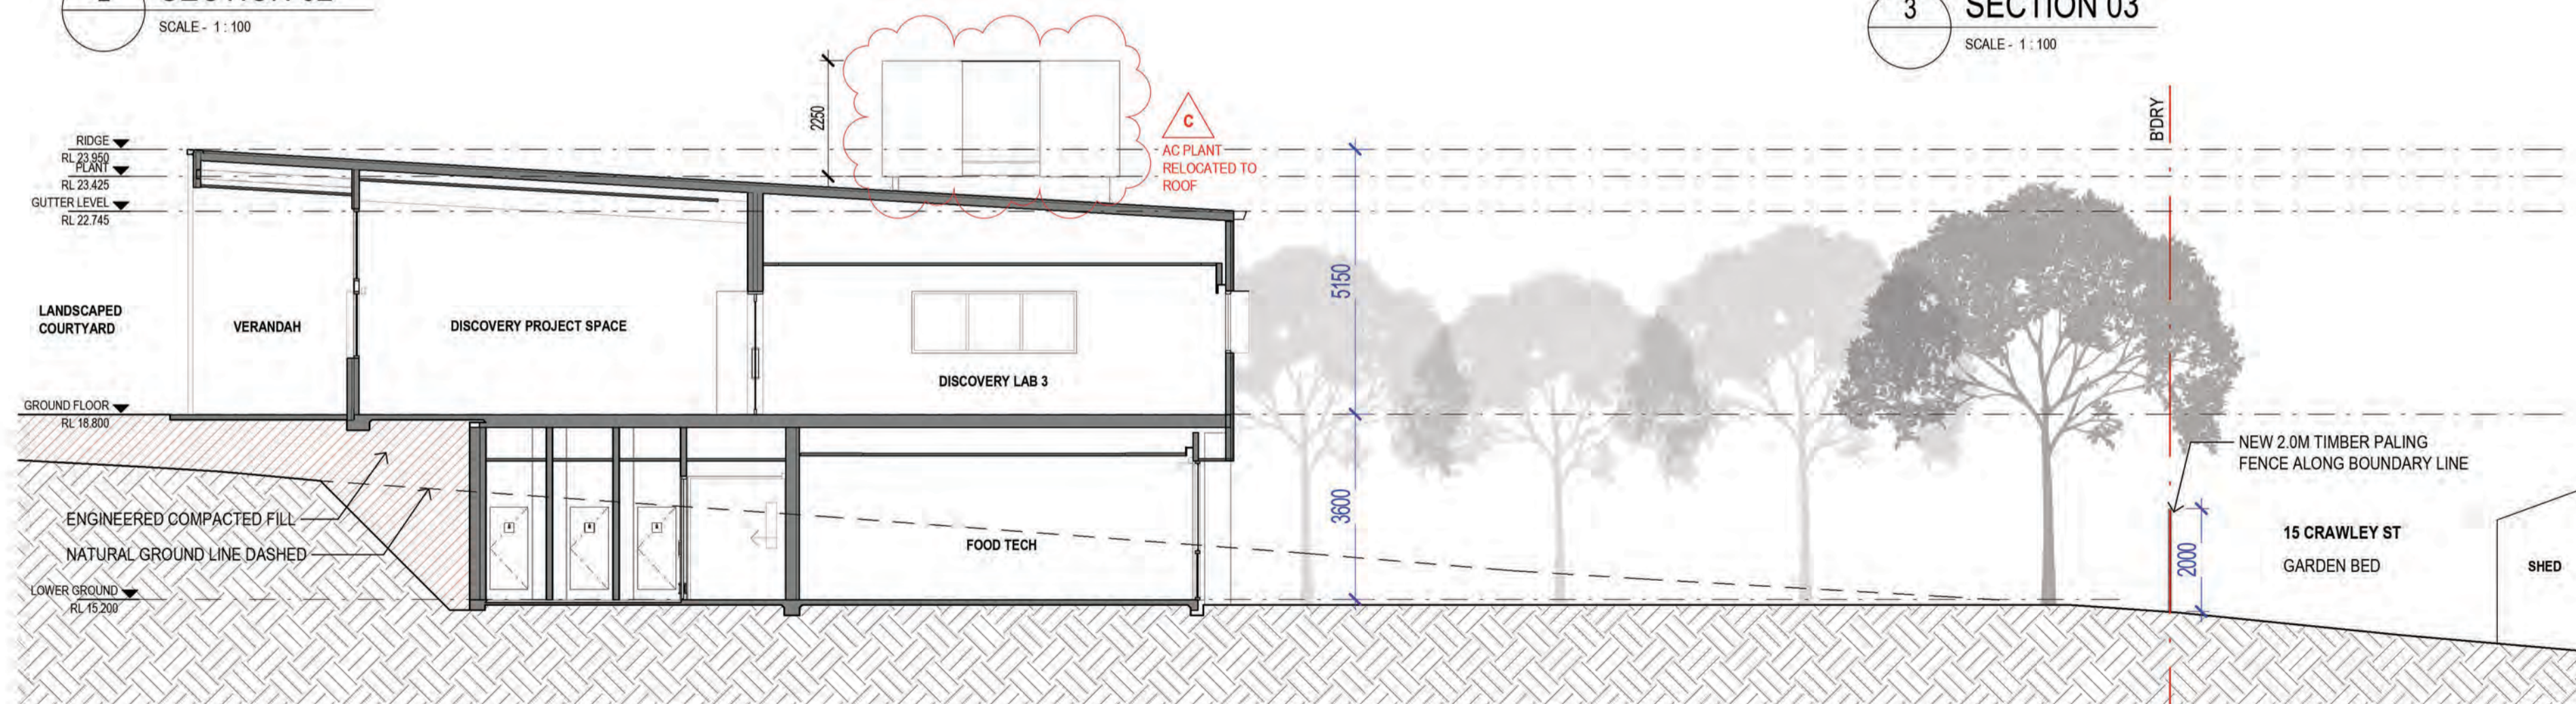 SCALE - 1 : 100
3
SECTION 03
SCALE - 1 : 100
2250
C
AC PLANT
RELOCATED TO
ROOF
B'DRY
RIDGE
RL 23.950
PLANT
RL 23.425
GUTTER LEVEL
RL 22.745
LANDSCAPED
COURTYARD
VERANDAH
DISCOVERY PROJECT SPACE
DISCOVERY LAB 3
5150
GROUND FLOOR
RL 18.800
NEW 2.0M TIMBER PALING
FENCE ALONG BOUNDARY LINE
ENGINEERED COMPACTED FILL
NATURAL GROUND LINE DASHED
FOOD TECH
3600
15 CRAWLEY ST
GARDEN BED
2000
SHED
LOWER GROUND
RL 15.200